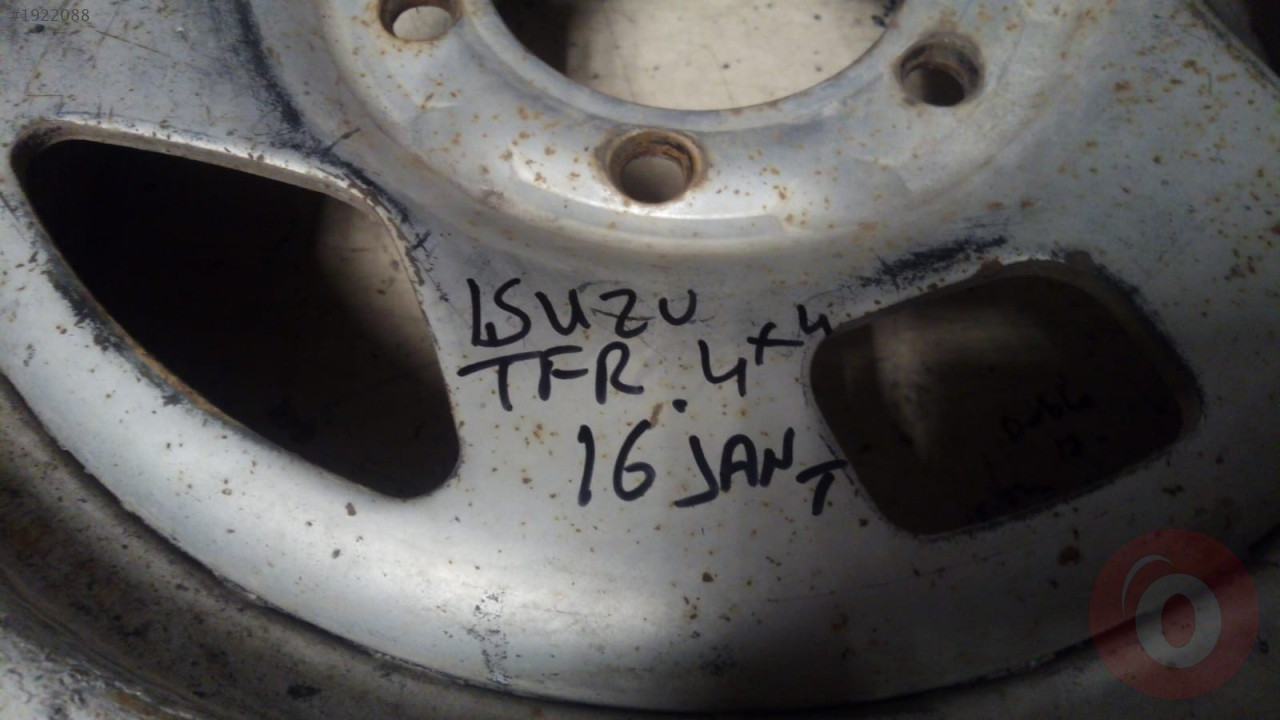 #1922088
ISUZU
TFR. 4x4
16 JANT